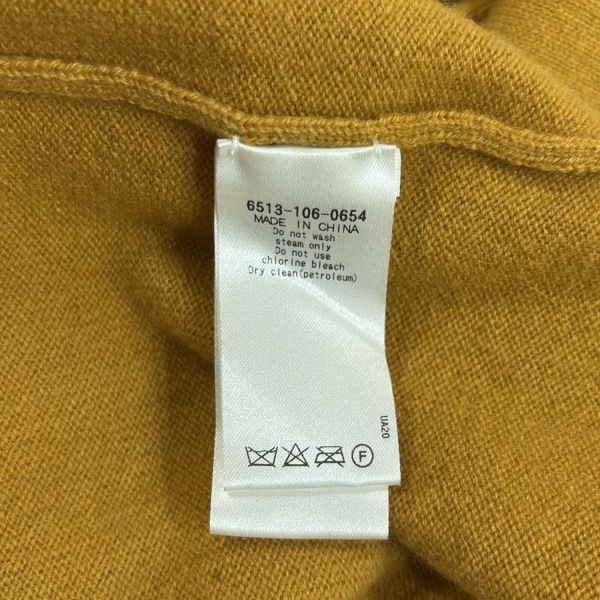 6513-106-0654
MADE IN CHINA
Do not wash
steam only
Do not use
chlorine bleach
Dry clean(petroleum)
UA20
F